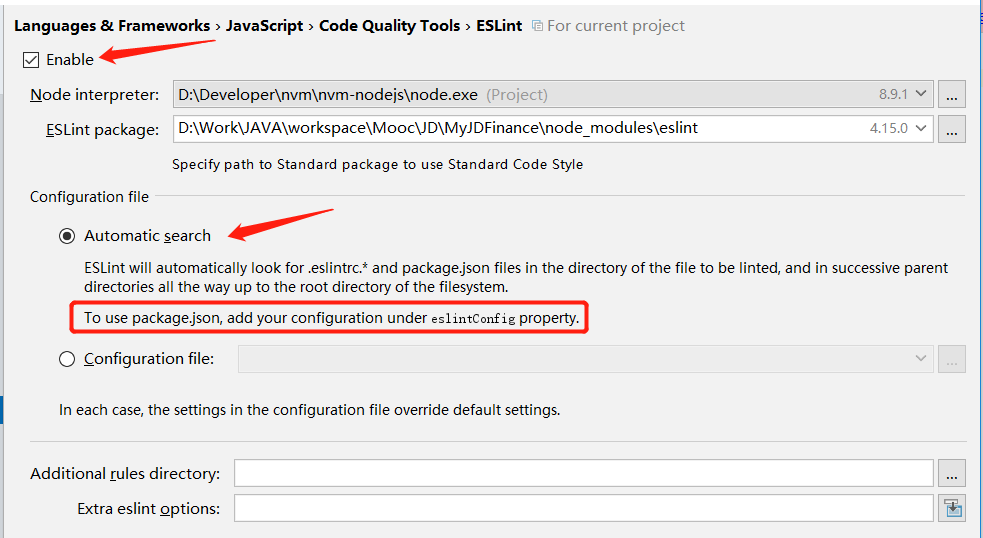 Languages & Frameworks › JavaScript › Code Quality Tools › ESLint For current project
Enable
Node interpreter: D:\Developer\nvm\nvm-nodejs\node.exe (Project) 8.9.1 ...
ESLint package: D:\Work\JAVA\workspace\Mooc\JD\MyJDFinance\node_modules\eslint 4.15.0 ...
Specify path to Standard package to use Standard Code Style
Configuration file
Automatic search
ESLint will automatically look for .eslintrc.* and package.json files in the directory of the file to be linted, and in successive parent
directories all the way up to the root directory of the filesystem.
To use package.json, add your configuration under eslintConfig property.
Configuration file: ...
In each case, the settings in the configuration file override default settings.
Additional rules directory: ...
Extra eslint options: